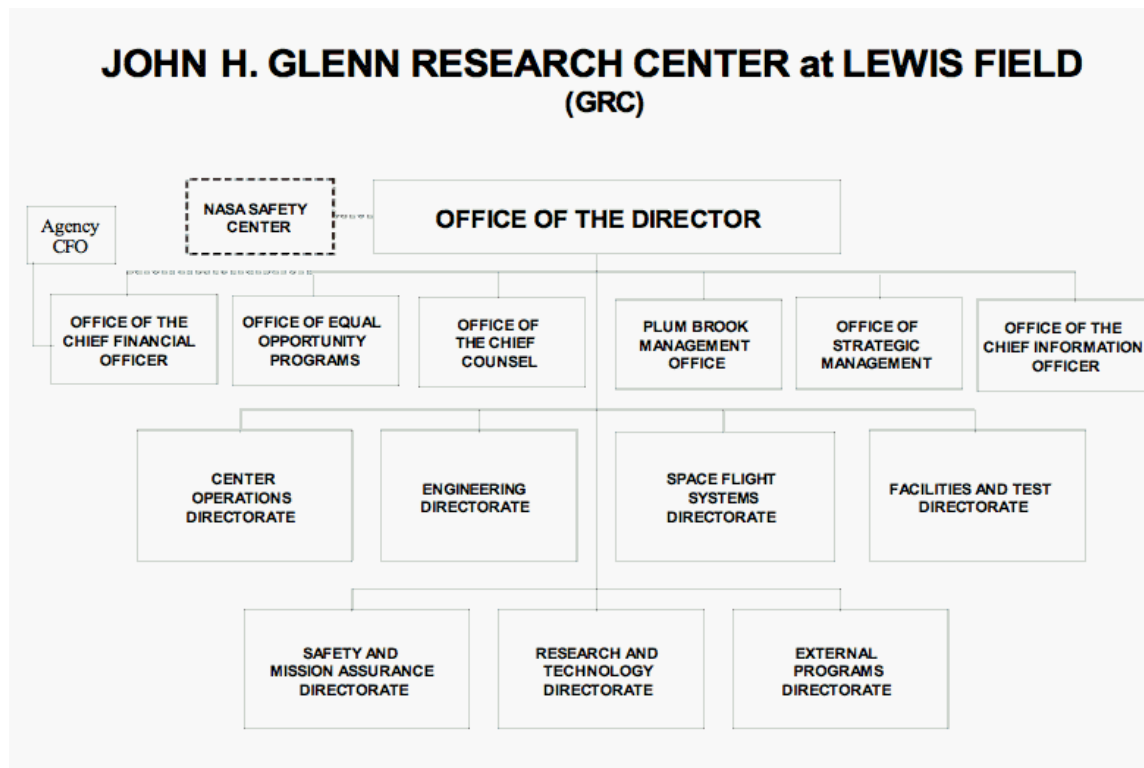 JOHN H. GLENN RESEARCH CENTER at LEWIS FIELD
(GRC)
NASA SAFETY
CENTER
OFFICE OF THE DIRECTOR
Agency
CFO
OFFICE OF THE
CHIEF FINANCIAL
OFFICER
OFFICE OF EQUAL
OPPORTUNITY
PROGRAMS
OFFICE OF
THE CHIEF
COUNSEL
PLUM BROOK
MANAGEMENT
OFFICE
OFFICE OF
STRATEGIC
MANAGEMENT
OFFICE OF THE
CHIEF INFORMATION
OFFICER
CENTER
OPERATIONS
DIRECTORATE
ENGINEERING
DIRECTORATE
SPACE FLIGHT
SYSTEMS
DIRECTORATE
FACILITIES AND TEST
DIRECTORATE
SAFETY AND
MISSION ASSURANCE
DIRECTORATE
RESEARCH AND
TECHNOLOGY
DIRECTORATE
EXTERNAL
PROGRAMS
DIRECTORATE